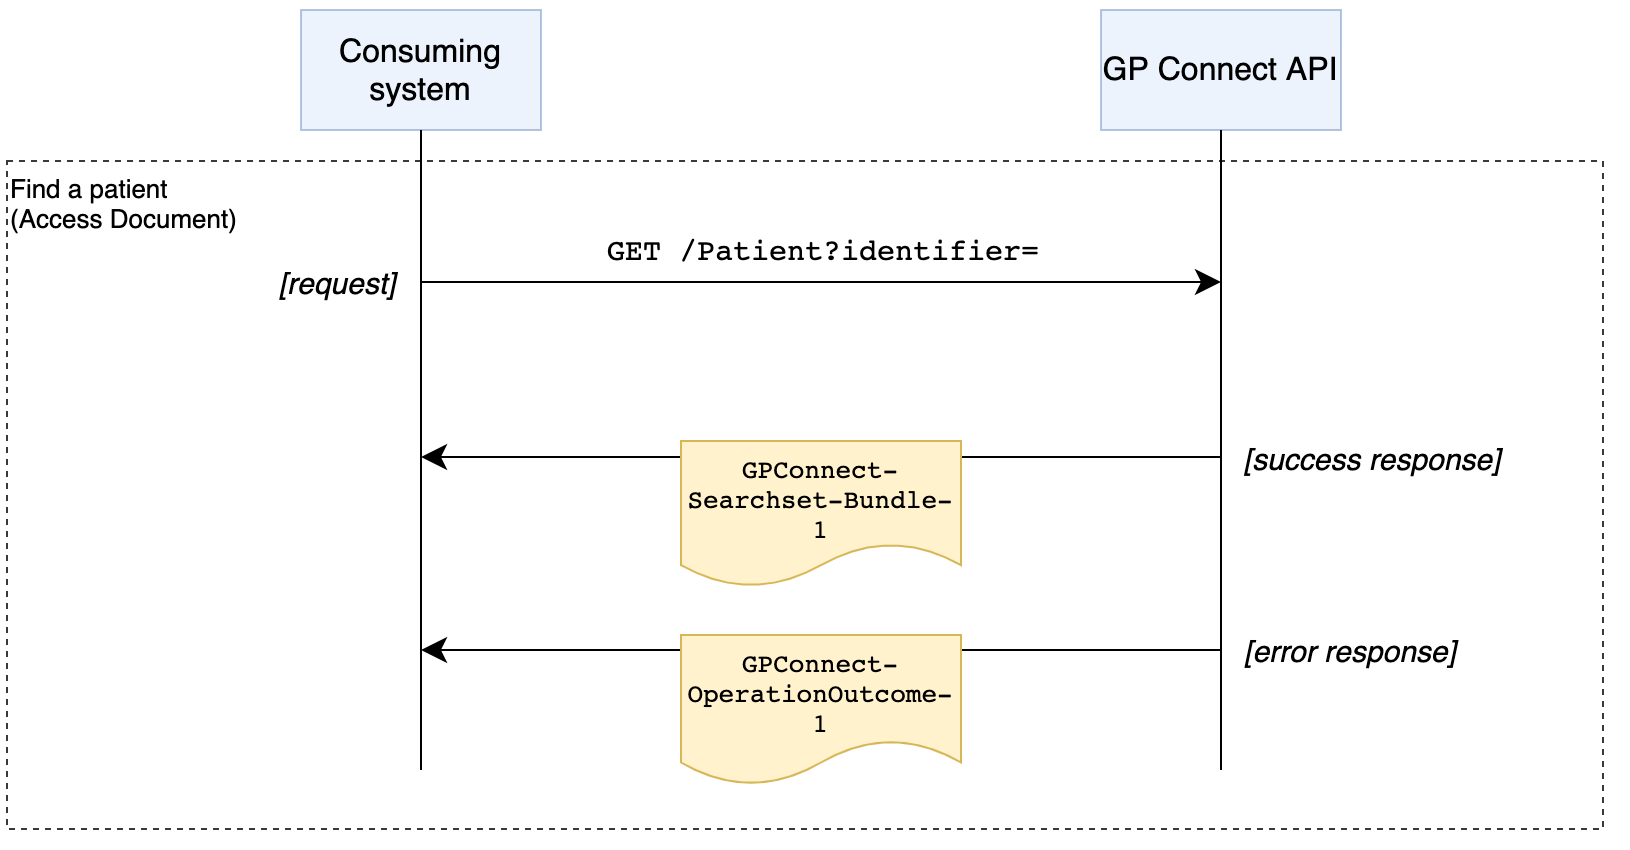 Consuming
system
GP Connect API
Find a patient
(Access Document)
GET /Patient?identifier=
[request]
GPConnect-
Searchset-Bundle-
1
[success response]
GPConnect-
OperationOutcome-
1
[error response]